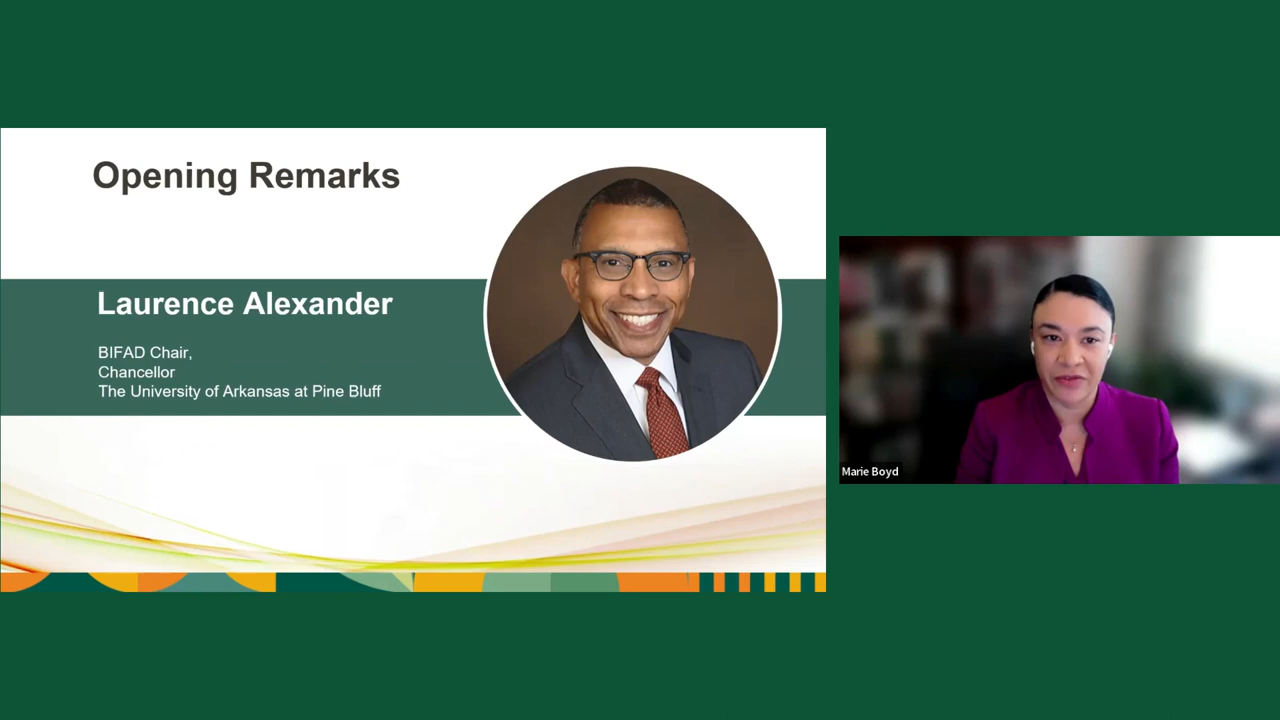 Opening Remarks
Laurence Alexander
BIFAD Chair,
Chancellor
The University of Arkansas at Pine Bluff
Marie Boyd